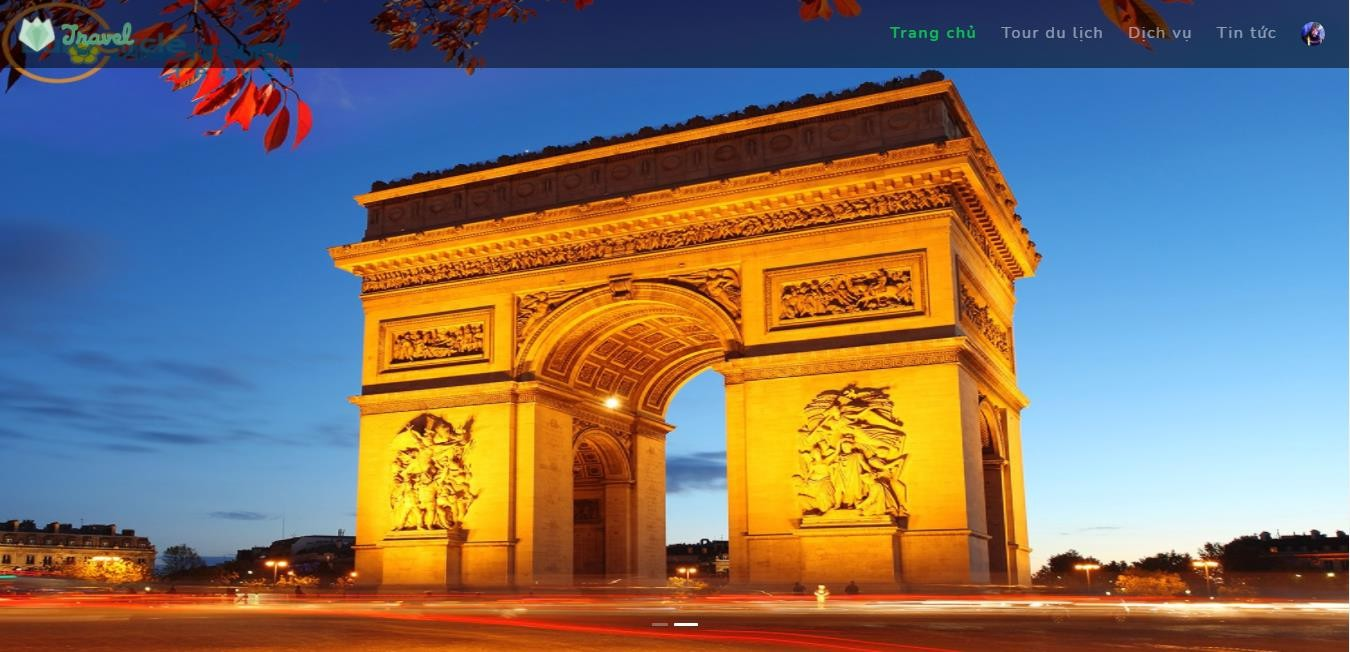 Travel
Trang chủ Tour du lịch Dịch vụ Tin tức